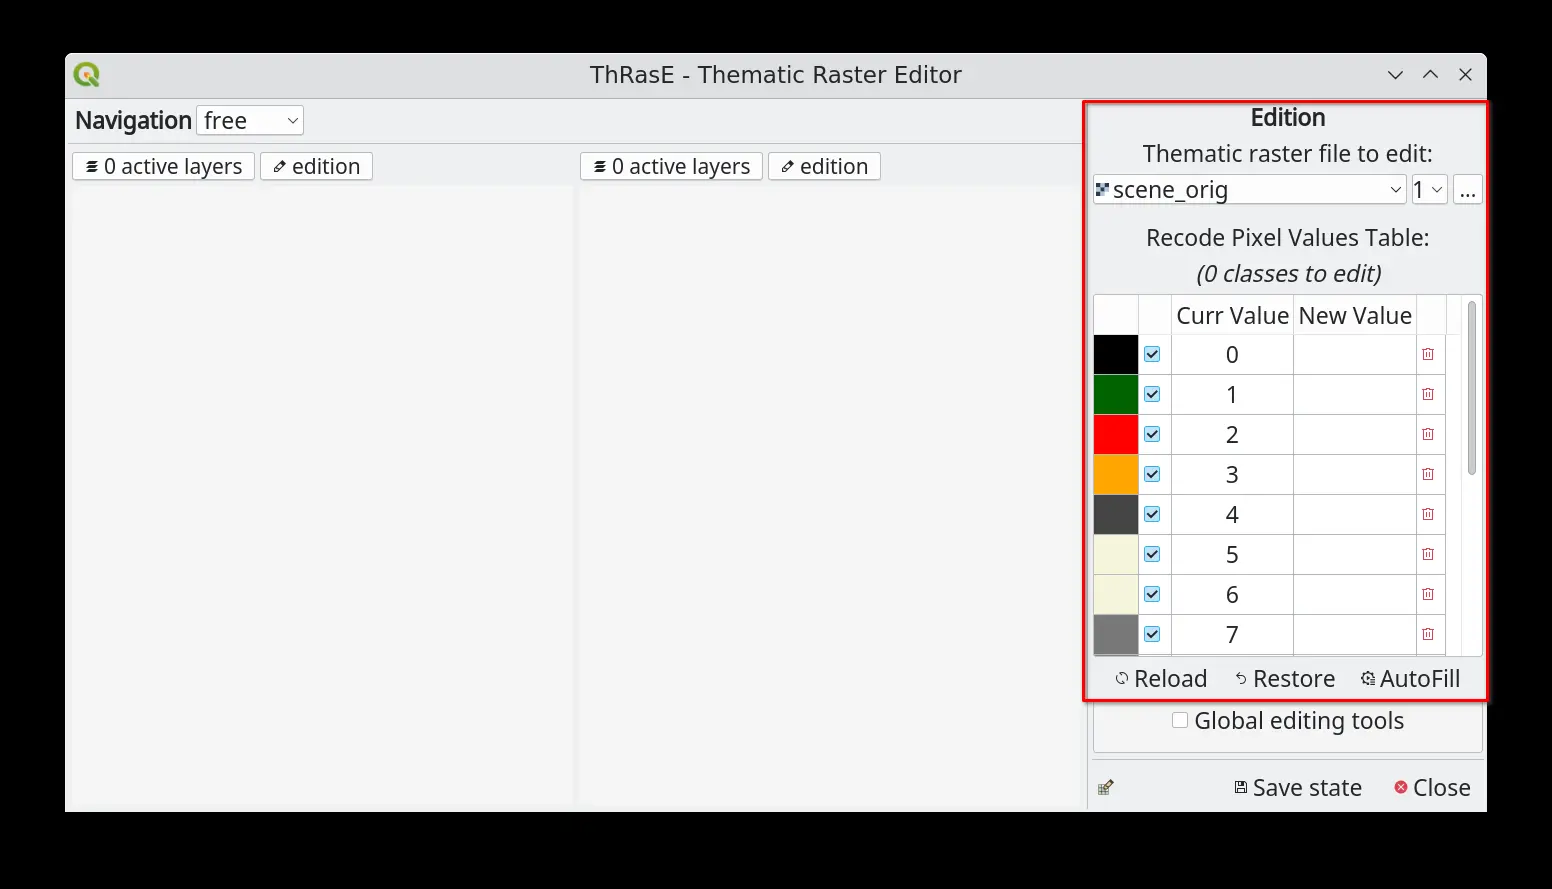 ThRasE - Thematic Raster Editor
Navigation free
0 active layers edition
0 active layers edition
Edition
Thematic raster file to edit:
scene_orig 1 ...
Recode Pixel Values Table:
(0 classes to edit)
Curr Value New Value
0
1
2
3
4
5
6
7
Reload Restore AutoFill
Global editing tools
Save state Close